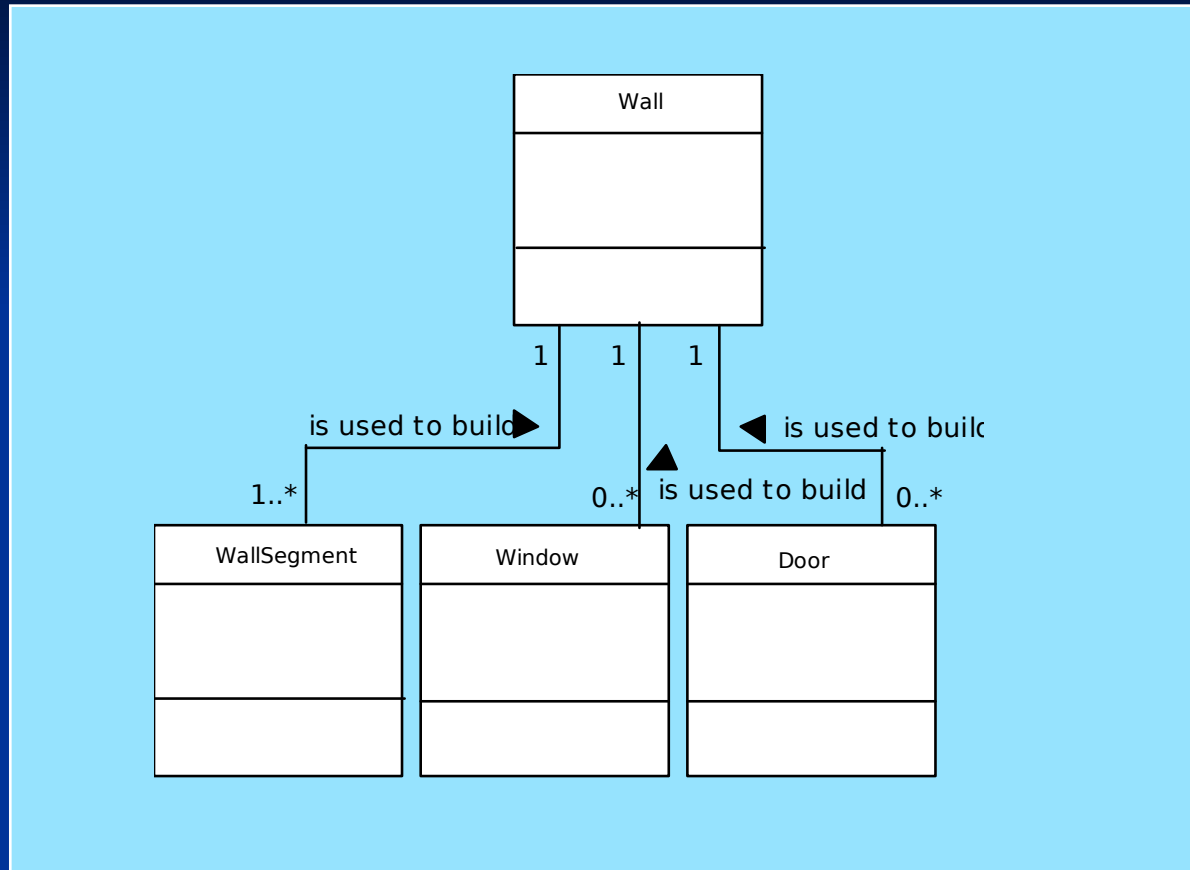 Wall
1 1 1
is used to build
is used to build
is used to build
1..* 0..* 0..*
WallSegment Window Door